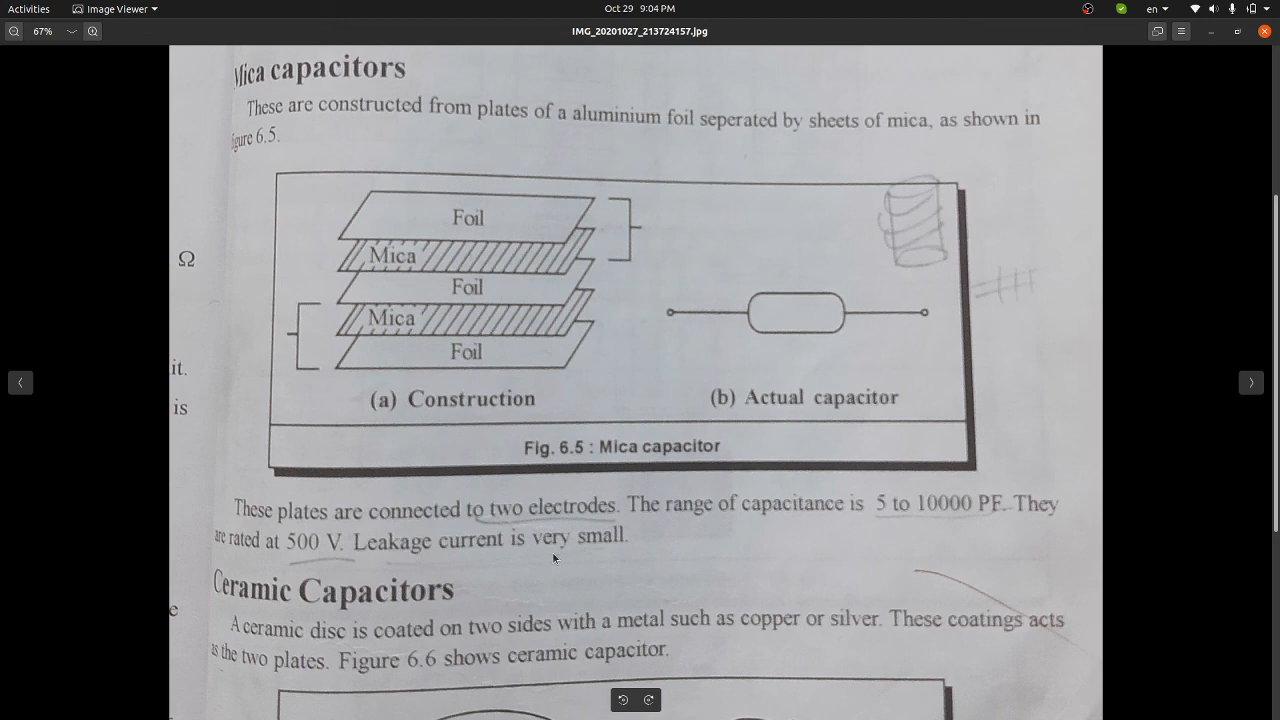 Activities
Image Viewer
Oct 29 9:04 PM
en
67%
IMG_20201027_213724157.jpg
Mica capacitors
These are constructed from plates of a aluminium foil seperated by sheets of mica, as shown in
igure 6.5.
Foil
Mica
Foil
Mica
Foil
(a) Construction
(b) Actual capacitor
Fig. 6.5 : Mica capacitor
Ω
it.
is
e
These plates are connected to two electrodes. The range of capacitance is 5 to 10000 PF. They
are rated at 500 V. Leakage current is very small.
Ceramic Capacitors
A ceramic disc is coated on two sides with a metal such as copper or silver. These coatings acts
as the two plates. Figure 6.6 shows ceramic capacitor.